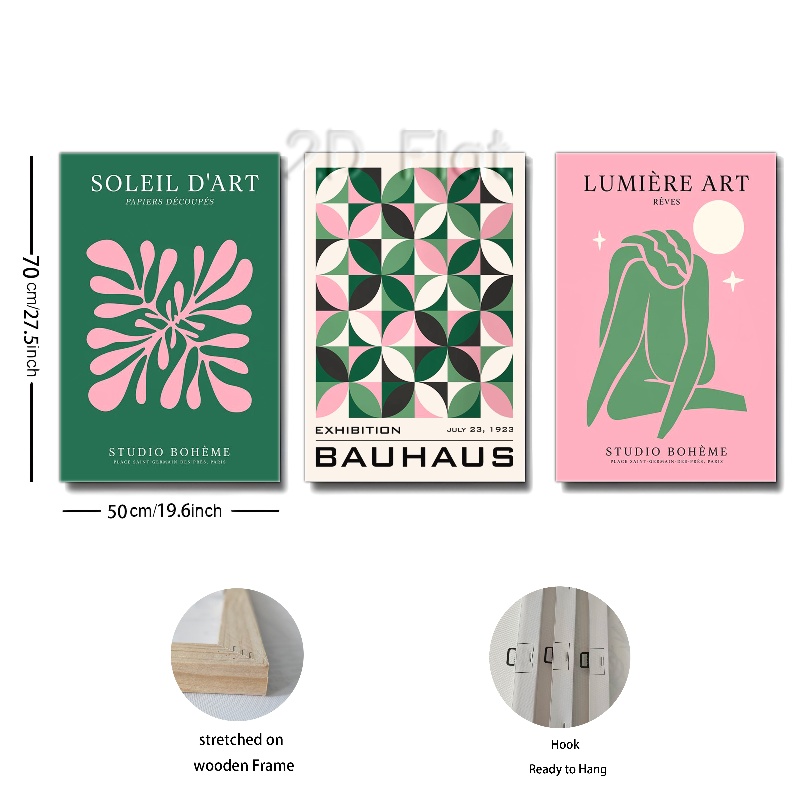 2D Flat
SOLEIL D'ART
PAPIERS DÉCOUPÉS
STUDIO BOHÈME
PLACE SAINT-GERMAIN-DES-PRÉS, PARIS
EXHIBITION
JULY 23, 1923
BAUHAUS
LUMIÈRE ART
RÊVES
STUDIO BOHÈME
PLACE SAINT-GERMAIN-DES-PRÉS, PARIS
70 cm/27.5inch
50 cm/19.6inch
stretched on
wooden Frame
Hook
Ready to Hang